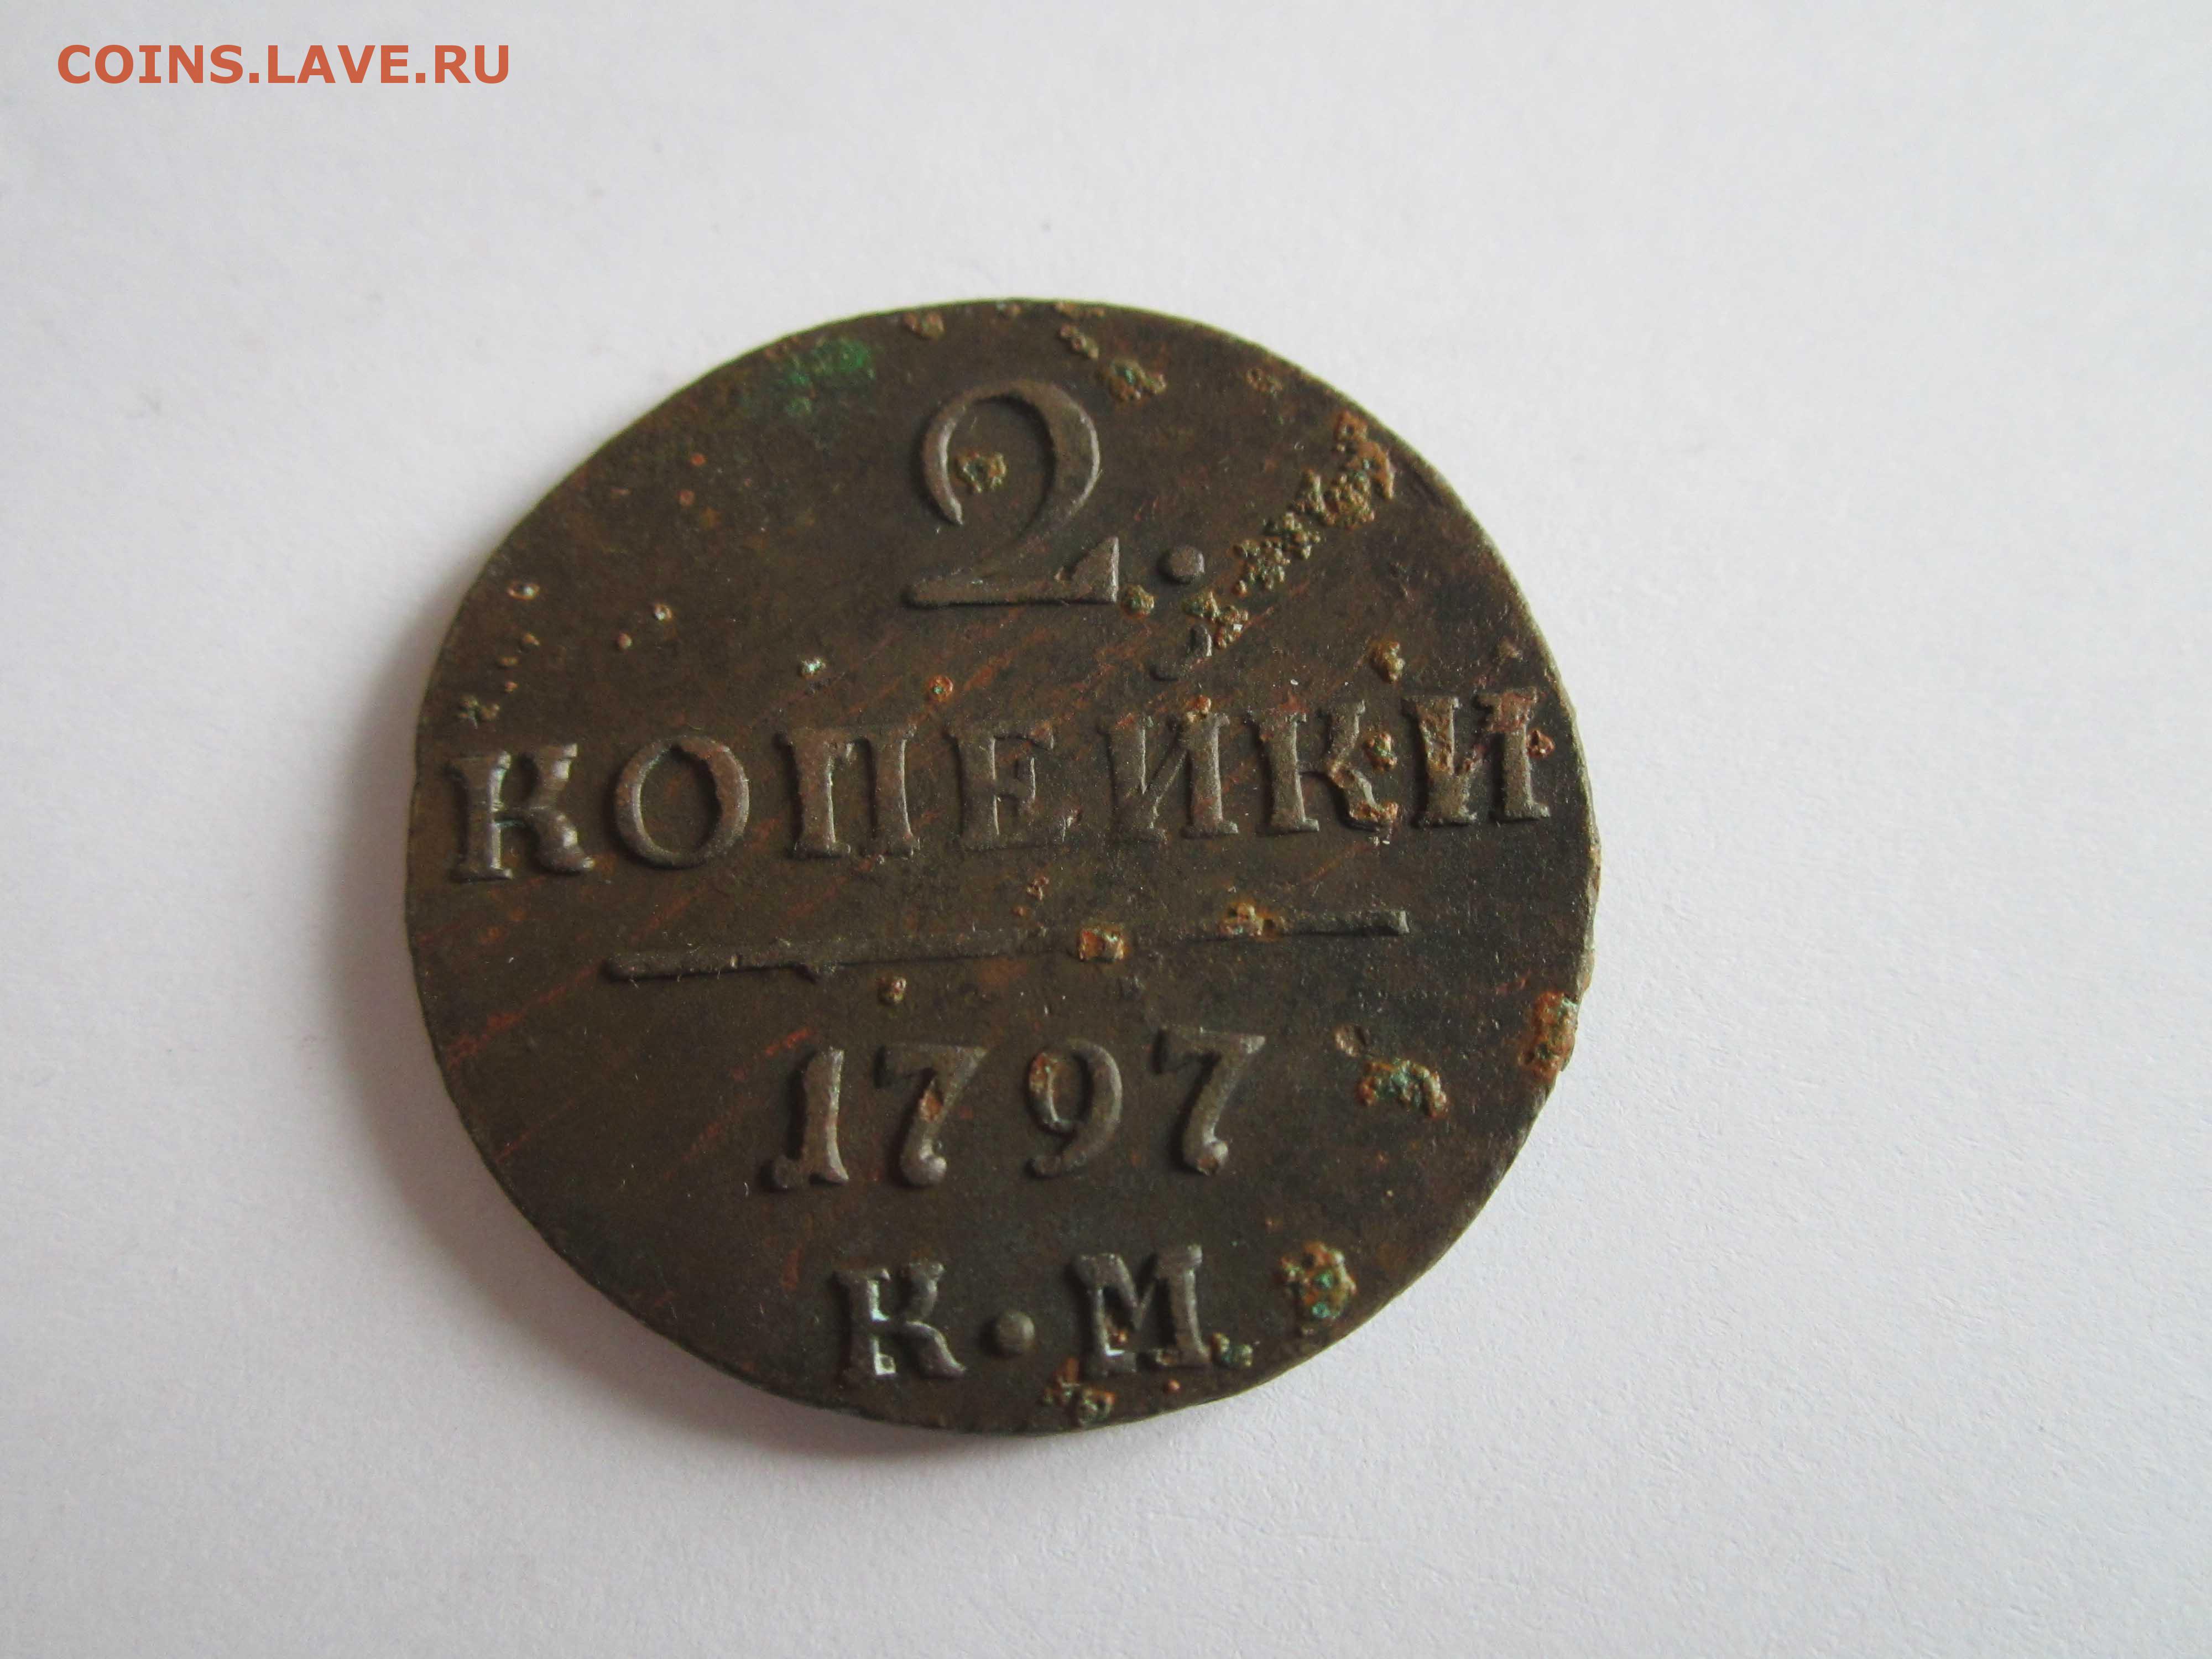 COINS.LAVE.RU
2.
КОПЕЙКИ
1797
К·М